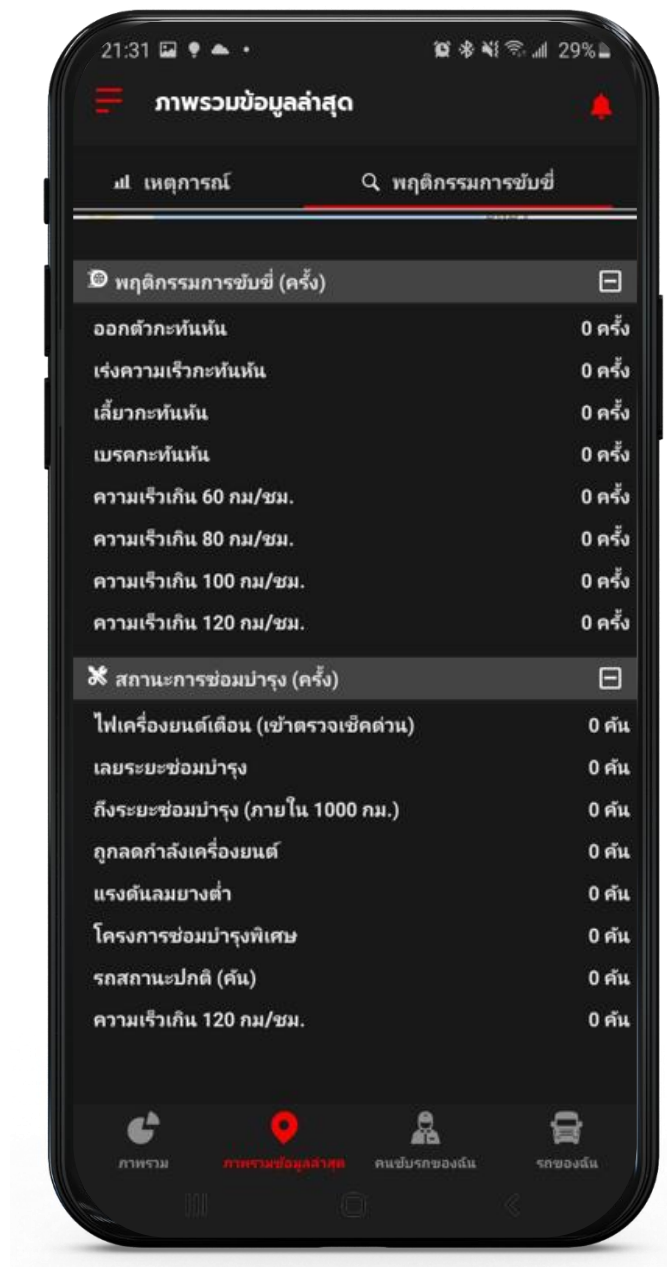 21:31
29%
ภาพรวมข้อมูลล่าสุด
เหตุการณ์
พฤติกรรมการขับขี่
พฤติกรรมการขับขี่ (ครั้ง)
ออกตัวกะทันหัน 0 ครั้ง
เร่งความเร็วกะทันหัน 0 ครั้ง
เลี้ยวกะทันหัน 0 ครั้ง
เบรคกะทันหัน 0 ครั้ง
ความเร็วเกิน 60 กม/ชม. 0 ครั้ง
ความเร็วเกิน 80 กม/ชม. 0 ครั้ง
ความเร็วเกิน 100 กม/ชม. 0 ครั้ง
ความเร็วเกิน 120 กม/ชม. 0 ครั้ง
สถานะการซ่อมบำรุง (ครั้ง)
ไฟเครื่องยนต์เตือน (เข้าตรวจเช็คด่วน) 0 คัน
เลยระยะซ่อมบำรุง 0 คัน
ถึงระยะซ่อมบำรุง (ภายใน 1000 กม.) 0 คัน
ถูกลดกำลังเครื่องยนต์ 0 คัน
แรงดันลมยางต่ำ 0 คัน
โครงการซ่อมบำรุงพิเศษ 0 คัน
รถสถานะปกติ (คัน) 0 คัน
ความเร็วเกิน 120 กม/ชม. 0 คัน
ภาพรวม
ภาพรวมข้อมูลล่าสุด
คนขับรถของฉัน
รถของฉัน